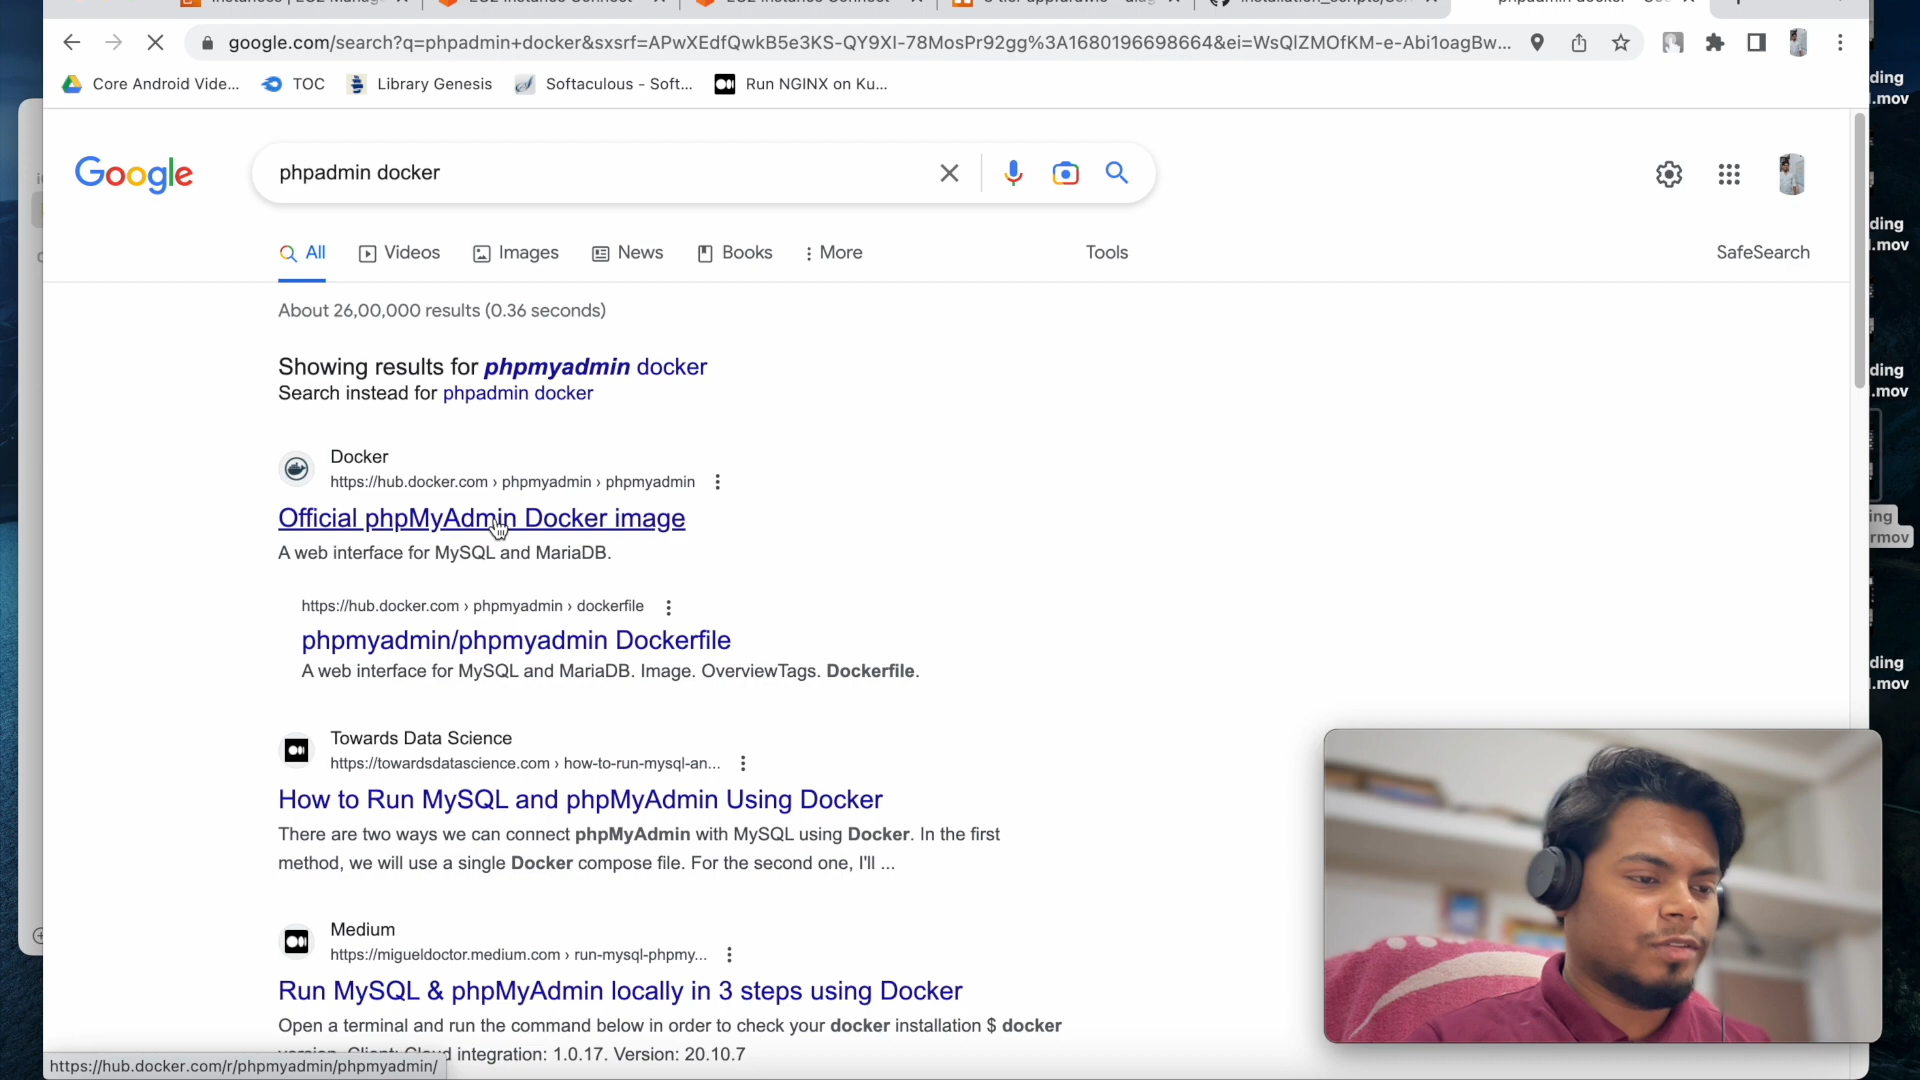 google.com/search?q=phpadmin+docker&sxsrf=APwXEdfQwkB5e3KS-QY9XI-78MosPr92gg%3A1680196698664&ei=WsQlZMOfKM-e-Abi1oagBw...
Core Android Vide...
TOC
Library Genesis
Softaculous - Soft...
Run NGINX on Ku...
Google
phpadmin docker
All
Videos
Images
News
Books
More
Tools
SafeSearch
About 26,00,000 results (0.36 seconds)
Showing results for phpmyadmin docker
Search instead for phpadmin docker
Docker
https://hub.docker.com › phpmyadmin › phpmyadmin
Official phpMyAdmin Docker image
A web interface for MySQL and MariaDB.
https://hub.docker.com › phpmyadmin › dockerfile
phpmyadmin/phpmyadmin Dockerfile
A web interface for MySQL and MariaDB. Image. OverviewTags. Dockerfile.
Towards Data Science
https://towardsdatascience.com › how-to-run-mysql-an...
How to Run MySQL and phpMyAdmin Using Docker
There are two ways we can connect phpMyAdmin with MySQL using Docker. In the first
method, we will use a single Docker compose file. For the second one, I'll ...
Medium
https://migueldoctor.medium.com › run-mysql-phpmy...
Run MySQL & phpMyAdmin locally in 3 steps using Docker
Open a terminal and run the command below in order to check your docker installation $ docker
integration: 1.0.17. Version: 20.10.7
https://hub.docker.com/r/phpmyadmin/phpmyadmin/
ding
.mov
ding
.mov
ding
.mov
ing
rmov
ding
.mov